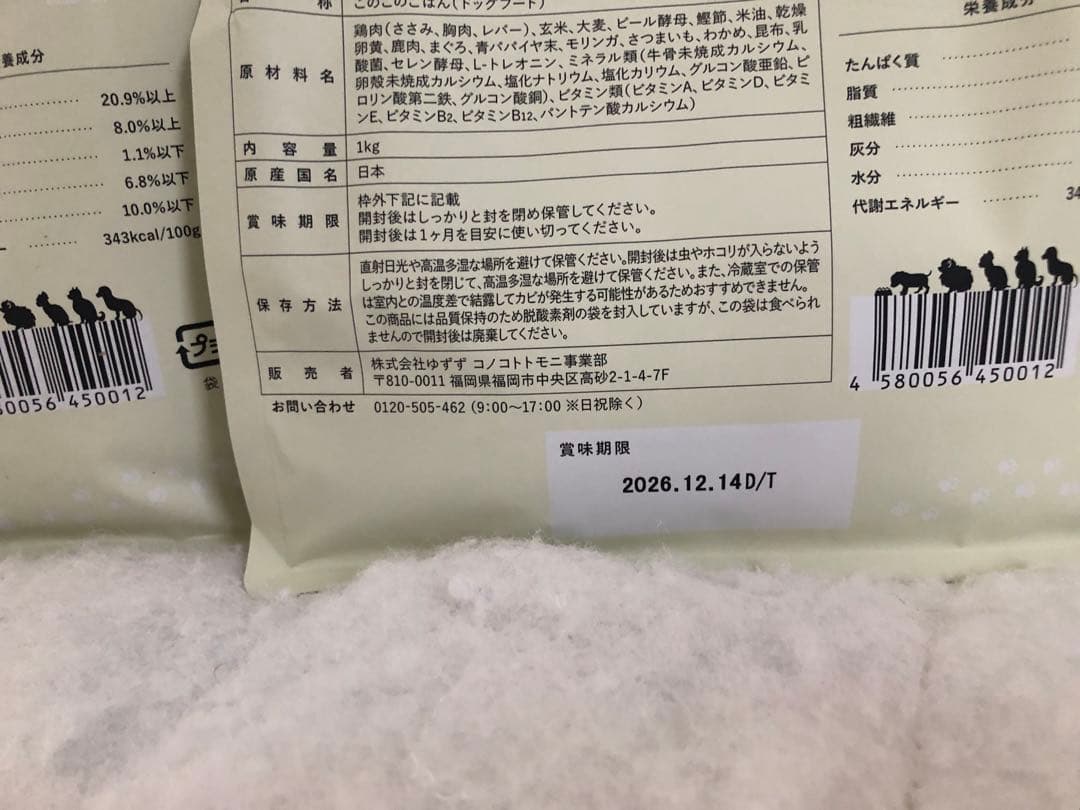 養成分
20.9%以上
8.0%以上
1.1%以下
6.8%以下
10.0%以下
343kcal/100g
プラ
袋
50056 450012
名 称 このこのごはん(ドッグフード)
原材料名 鶏肉(ささみ、胸肉、レバー)、玄米、大麦、ビール酵母、鰹節、米油、乾燥
卵黄、鹿肉、まぐろ、青パパイヤ末、モリンガ、さつまいも、わかめ、昆布、乳
酸菌、セレン酵母、L-トレオニン、ミネラル類(牛骨未焼成カルシウム、
卵殻未焼成カルシウム、塩化ナトリウム、塩化カリウム、グルコン酸亜鉛、ピ
ロリン酸第二鉄、グルコン酸銅)、ビタミン類(ビタミンA、ビタミンD、ビタミ
ンE、ビタミンB2、ビタミンB12、パントテン酸カルシウム)
内容量 1kg
原産国名 日本
賞味期限 枠外下記に記載
開封後はしっかりと封を閉め保管してください。
開封後は1ヶ月を目安に使い切ってください。
保存方法 直射日光や高温多湿な場所を避けて保管ください。開封後は虫やホコリが入らないよう
しっかりと封を閉じて、高温多湿な場所を避けて保管ください。また、冷蔵室での保管
は室内との温度差で結露してカビが発生する可能性があるためおすすめできません。
この商品には品質保持のため脱酸素剤の袋を封入していますが、この袋は食べられ
ませんので開封後は廃棄してください。
販売者 株式会社ゆずず コノコトトモニ事業部
〒810-0011 福岡県福岡市中央区高砂2-1-4-7F
お問い合わせ 0120-505-462 (9:00〜17:00 ※日祝除く)
賞味期限
2026.12.14D/T
栄養成分
たんぱく質
脂質
粗繊維
灰分
水分
代謝エネルギー 34
4 580056 450012